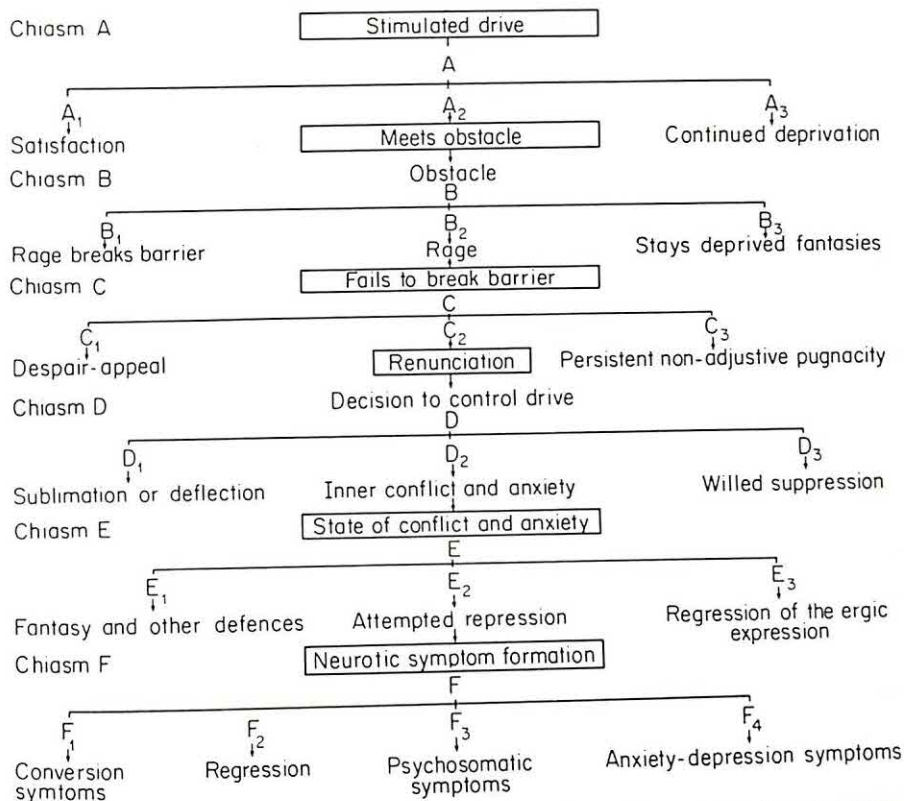 Chiasm A
Stimulated drive
A
A1
A2
A3
Satisfaction
Meets obstacle
Continued deprivation
Chiasm B
Obstacle
B
B1
B2
B3
Rage breaks barrier
Rage
Stays deprived fantasies
Chiasm C
Fails to break barrier
C
C1
C2
C3
Despair-appeal
Renunciation
Persistent non-adjustive pugnacity
Chiasm D
Decision to control drive
D
D1
D2
D3
Sublimation or deflection
Inner conflict and anxiety
Willed suppression
Chiasm E
State of conflict and anxiety
E
E1
E2
E3
Fantasy and other defences
Attempted repression
Regression of the ergic
expression
Chiasm F
Neurotic symptom formation
F
F1
F2
F3
F4
Conversion
symtoms
Regression
Psychosomatic
symptoms
Anxiety-depression symptoms